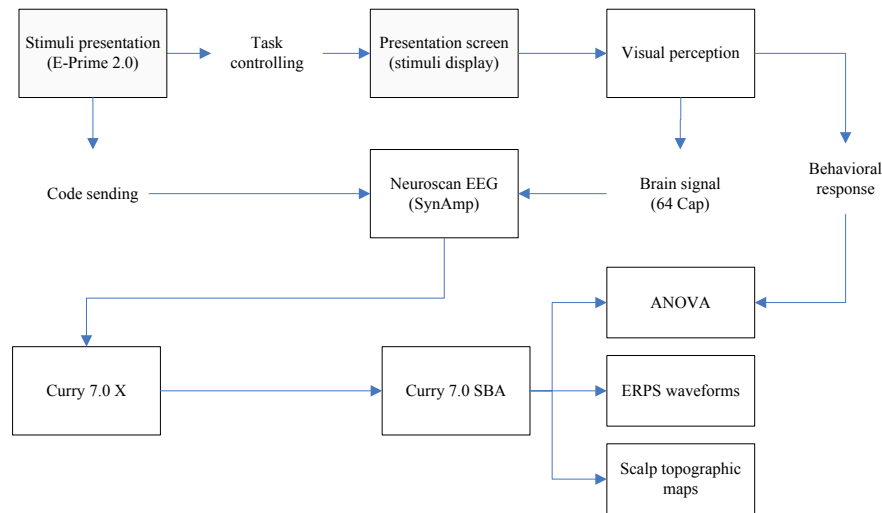 Stimuli presentation
(E-Prime 2.0)
Task
controlling
Presentation screen
(stimuli display)
Visual perception
Code sending
Neuroscan EEG
(SynAmp)
Brain signal
(64 Cap)
Behavioral
response
ANOVA
Curry 7.0 X
Curry 7.0 SBA
ERPS waveforms
Scalp topographic
maps